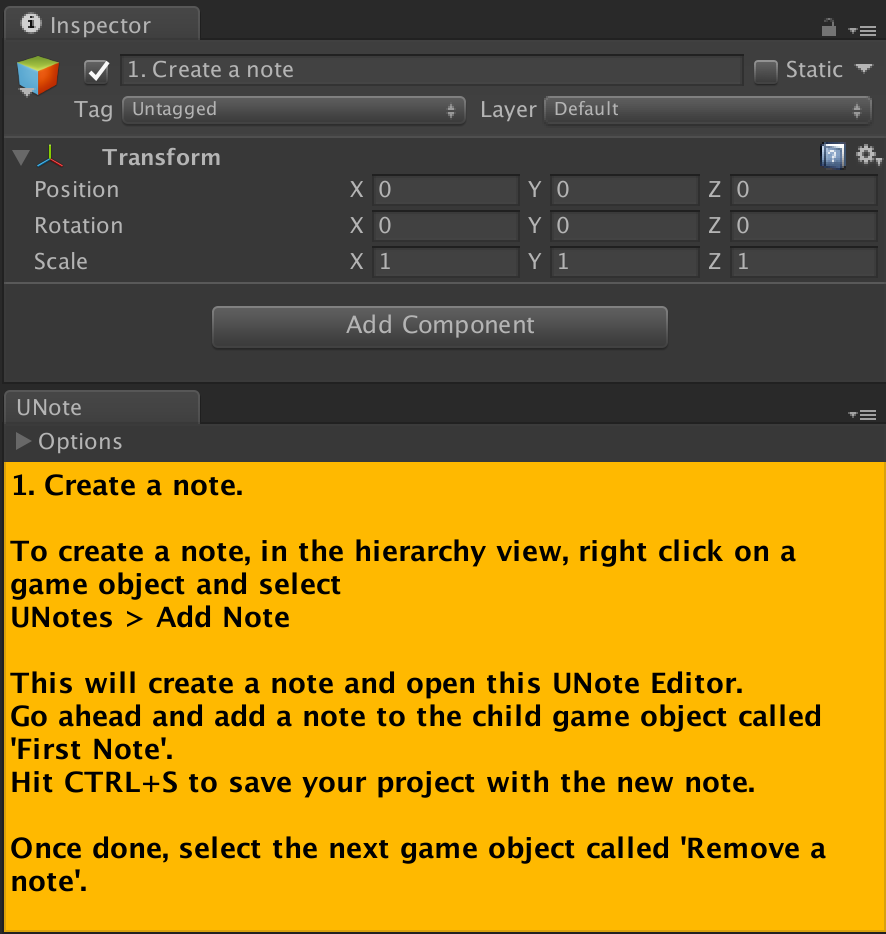 Inspector
1. Create a note
Static
Tag Untagged Layer Default
Transform
Position X 0 Y 0 Z 0
Rotation X 0 Y 0 Z 0
Scale X 1 Y 1 Z 1
Add Component
UNote
Options
1. Create a note.
To create a note, in the hierarchy view, right click on a
game object and select
UNotes > Add Note
This will create a note and open this UNote Editor.
Go ahead and add a note to the child game object called
'First Note'.
Hit CTRL+S to save your project with the new note.
Once done, select the next game object called 'Remove a
note'.